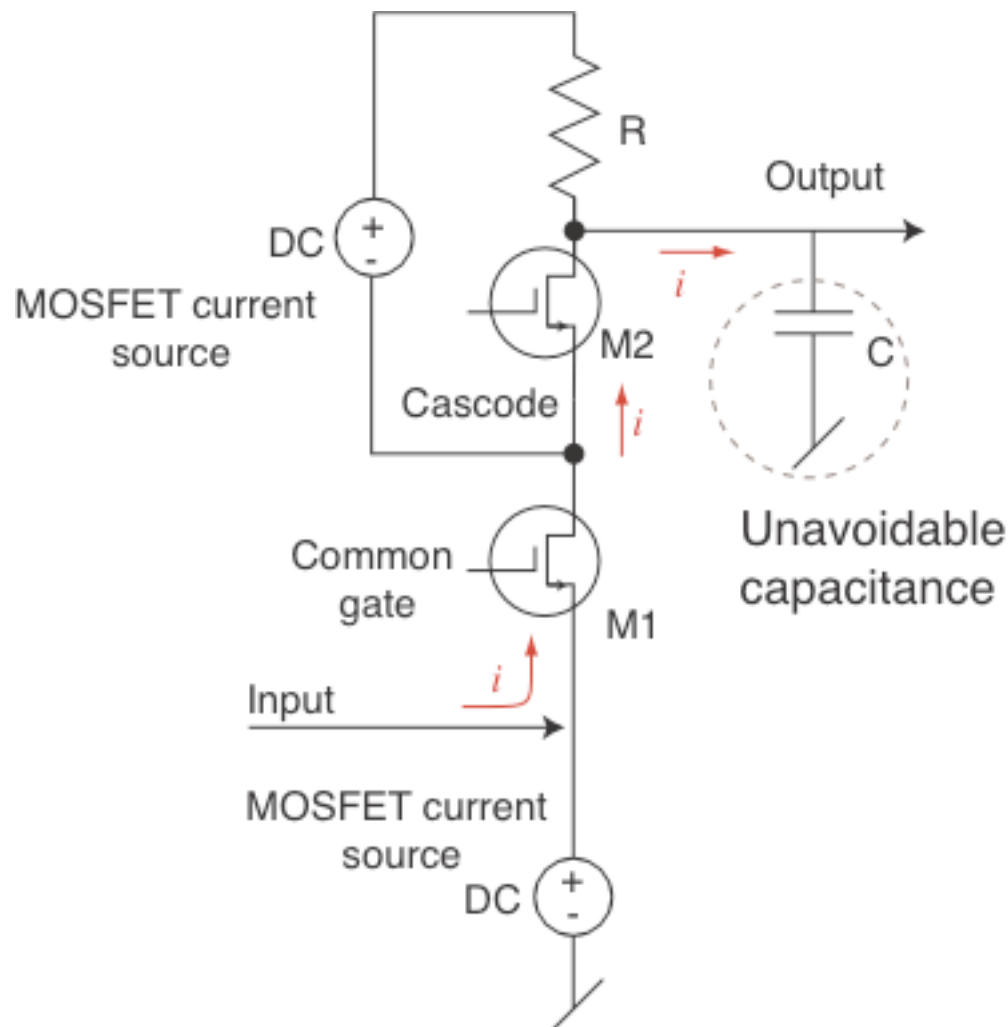 R
Output
DC
+
-
MOSFET current
source
i
M2
C
Cascode
i
Unavoidable
capacitance
Common
gate
M1
i
Input
MOSFET current
source
DC
+
-